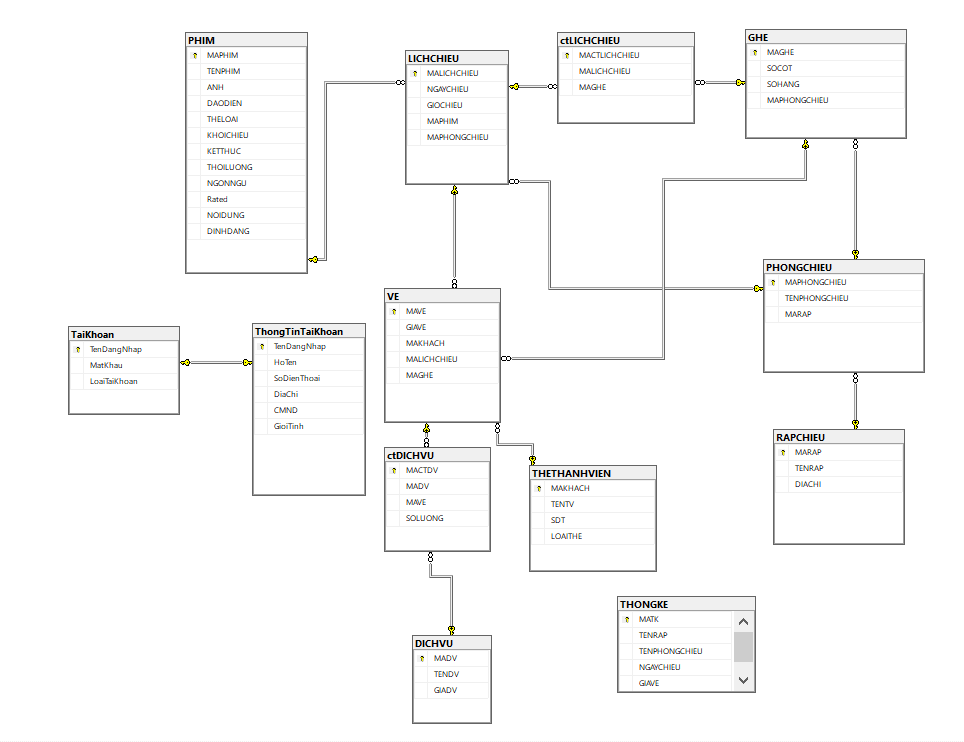 PHIM
MAPHIM
TENPHIM
ANH
DAODIEN
THELOAI
KHOICHIEU
KETTHUC
THOILUONG
NGONNGU
Rated
NOIDUNG
DINHDANG
LICHCHIEU
MALICHCHIEU
NGAYCHIEU
GIOCHIEU
MAPHIM
MAPHONGCHIEU
ctLICHCHIEU
MACTLICHCHIEU
MALICHCHIEU
MAGHE
GHE
MAGHE
SOCOT
SOHANG
MAPHONGCHIEU
PHONGCHIEU
MAPHONGCHIEU
TENPHONGCHIEU
MARAP
VE
MAVE
GIAVE
MAKHACH
MALICHCHIEU
MAGHE
TaiKhoan
TenDangNhap
MatKhau
LoaiTaiKhoan
ThongTinTaiKhoan
TenDangNhap
HoTen
SoDienThoai
DiaChi
CMND
GioiTinh
RAPCHIEU
MARAP
TENRAP
DIACHI
ctDICHVU
MACTDV
MADV
MAVE
SOLUONG
THETHANHVIEN
MAKHACH
TENTV
SDT
LOAITHE
THONGKE
MATK
TENRAP
TENPHONGCHIEU
NGAYCHIEU
GIAVE
DICHVU
MADV
TENDV
GIADV